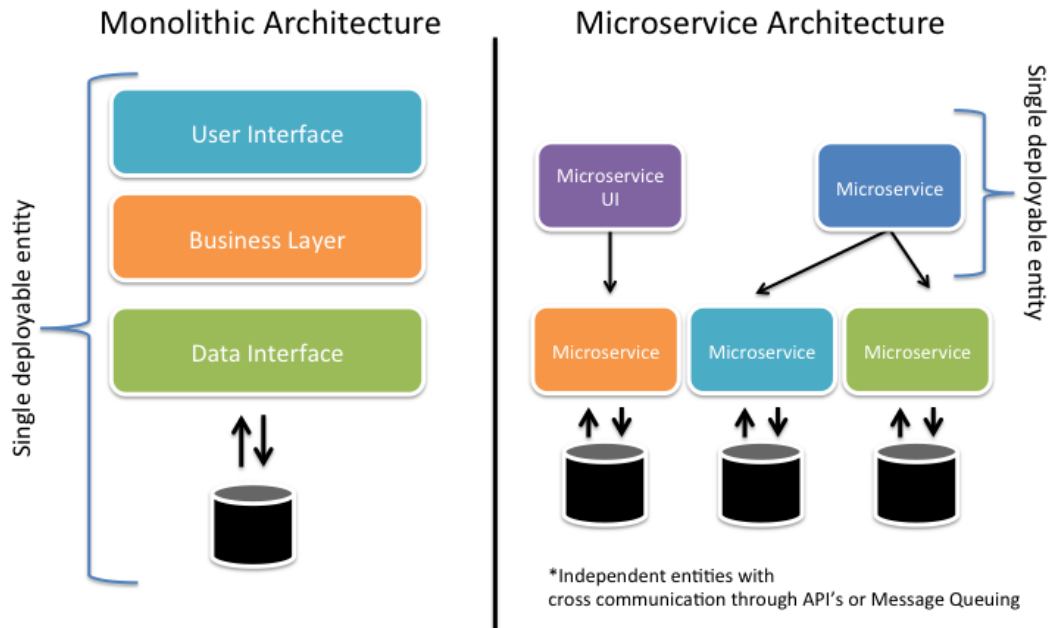 Monolithic Architecture
Single deployable entity
User Interface
Business Layer
Data Interface
Microservice Architecture
Single deployable entity
Microservice
UI
Microservice
Microservice
Microservice
Microservice
*Independent entities with
cross communication through API's or Message Queuing